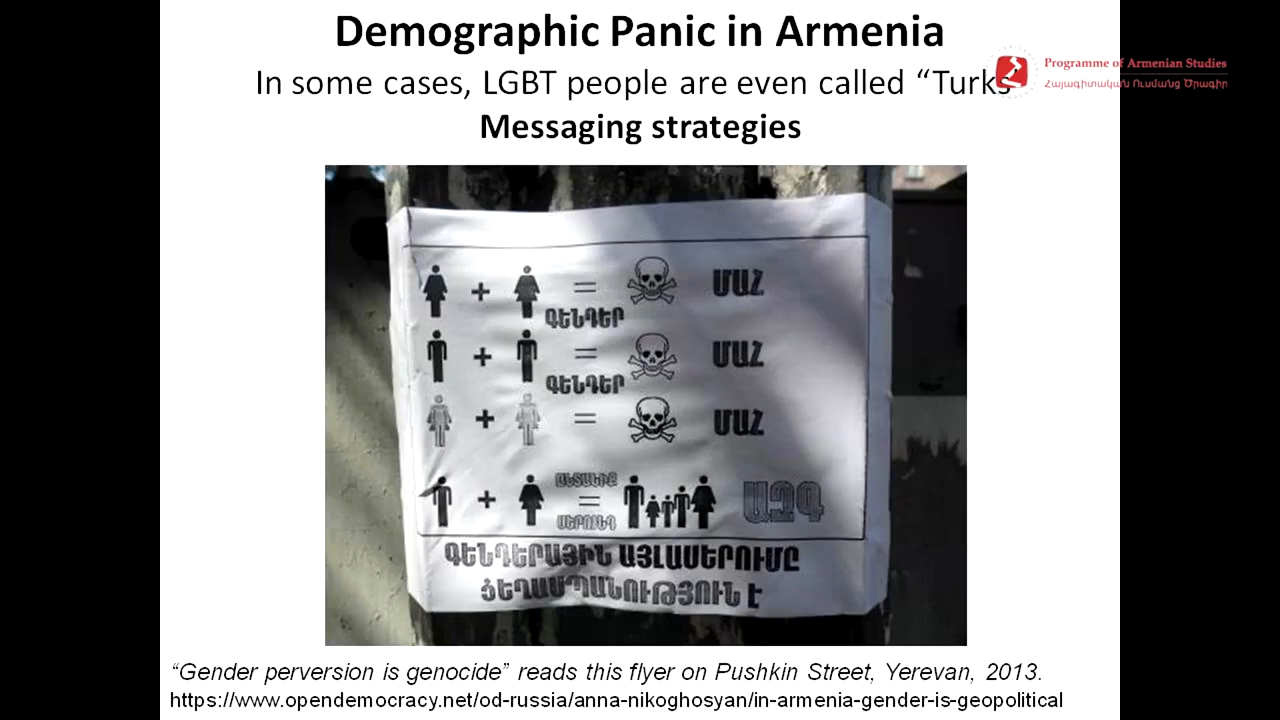 Demographic Panic in Armenia
In some cases, LGBT people are even called “Turks
Programme of Armenian Studies
Հայագիտական Ուսմանց Ծրագիր
Messaging strategies
+ = ՄԱՀ
ԳԵՆԴԵՐ
+ = ՄԱՀ
ԳԵՆԴԵՐ
+ = ՄԱՀ
ԸՆՏԱՆԻՔ
+ = ԱԶԳ
ՍԵՐՈՒՆԴ
ԳԵՆԴԵՐԱՅԻՆ ԱՅԼԱՍԵՐՈՒՄԸ
ՑԵՂԱՍՊԱՆՈՒԹՅՈՒՆ Է
“Gender perversion is genocide” reads this flyer on Pushkin Street, Yerevan, 2013.
https://www.opendemocracy.net/od-russia/anna-nikoghosyan/in-armenia-gender-is-geopolitical